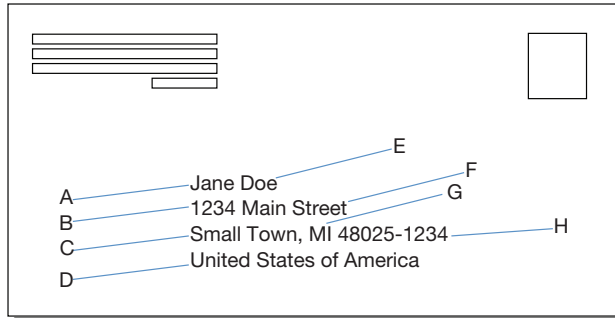 E
Jane Doe
F
A
1234 Main Street
G
B
Small Town, MI 48025-1234
H
C
United States of America
D